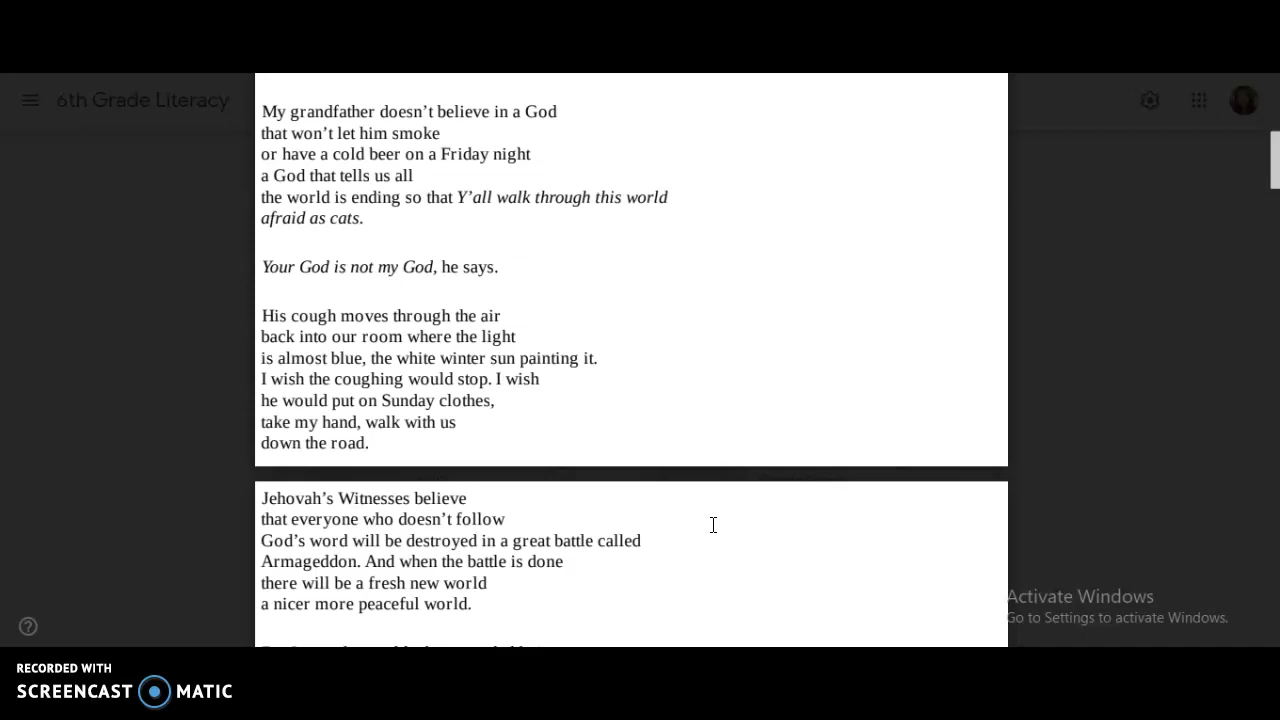 6th Grade Literacy
My grandfather doesn’t believe in a God
that won’t let him smoke
or have a cold beer on a Friday night
a God that tells us all
the world is ending so that Y’all walk through this world
afraid as cats.
Your God is not my God, he says.
His cough moves through the air
back into our room where the light
is almost blue, the white winter sun painting it.
I wish the coughing would stop. I wish
he would put on Sunday clothes,
take my hand, walk with us
down the road.
Jehovah’s Witnesses believe
that everyone who doesn’t follow
God’s word will be destroyed in a great battle called
Armageddon. And when the battle is done
there will be a fresh new world
a nicer more peaceful world.
Activate Windows
Go to Settings to activate Windows.
RECORDED WITH
SCREENCAST MATIC